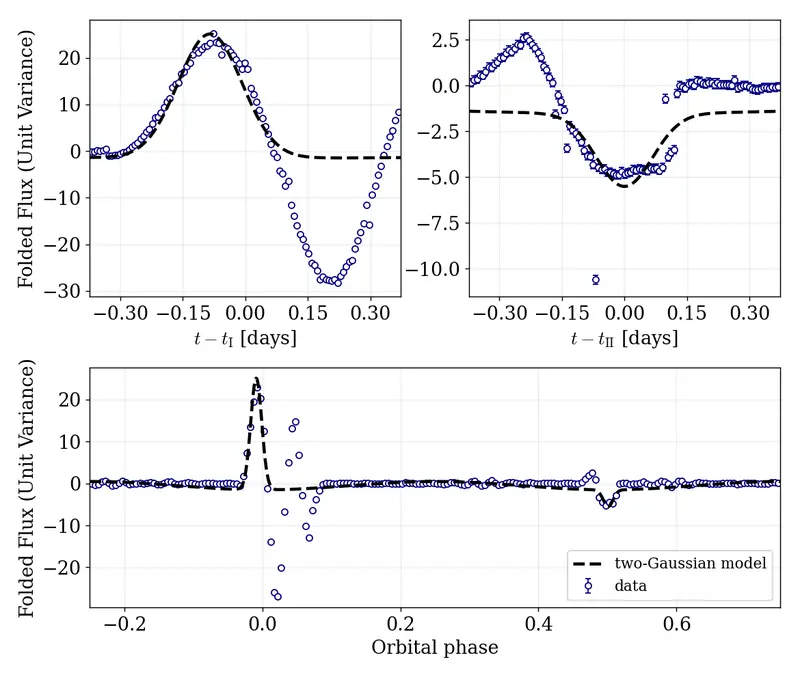 Folded Flux (Unit Variance)
20
10
0
−10
−20
−30
−0.30 −0.15 0.00 0.15 0.30
t − t_I [days]
2.5
0.0
−2.5
−5.0
−7.5
−10.0
−0.30 −0.15 0.00 0.15 0.30
t − t_II [days]
Folded Flux (Unit Variance)
20
10
0
−10
−20
−0.2 0.0 0.2 0.4 0.6
Orbital phase
two-Gaussian model
data